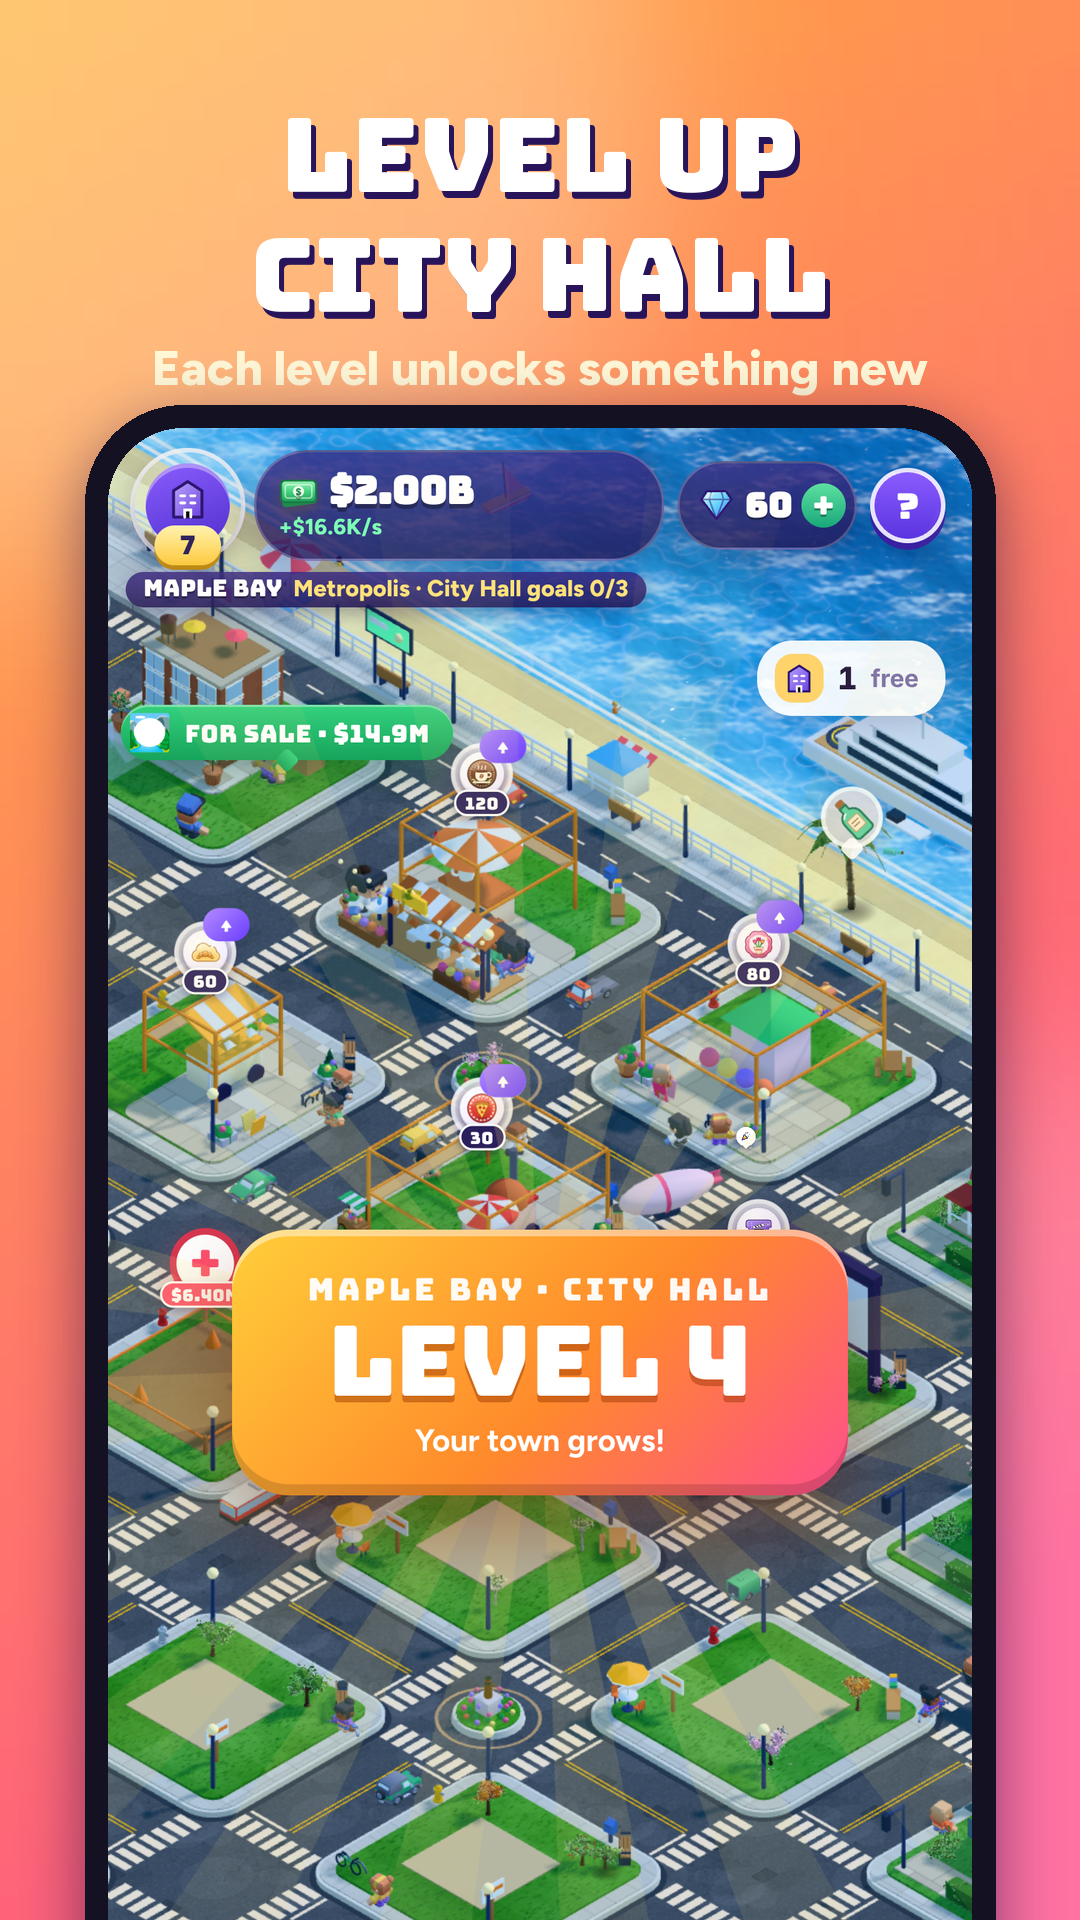 LEVEL UP
CITY HALL
Each level unlocks something new
$2.00B
+$16.6K/s
60
?
7
MAPLE BAY Metropolis · City Hall goals 0/3
1 free
FOR SALE · $14.9M
120
60
80
30
$6.40M
MAPLE BAY · CITY HALL
LEVEL 4
Your town grows!